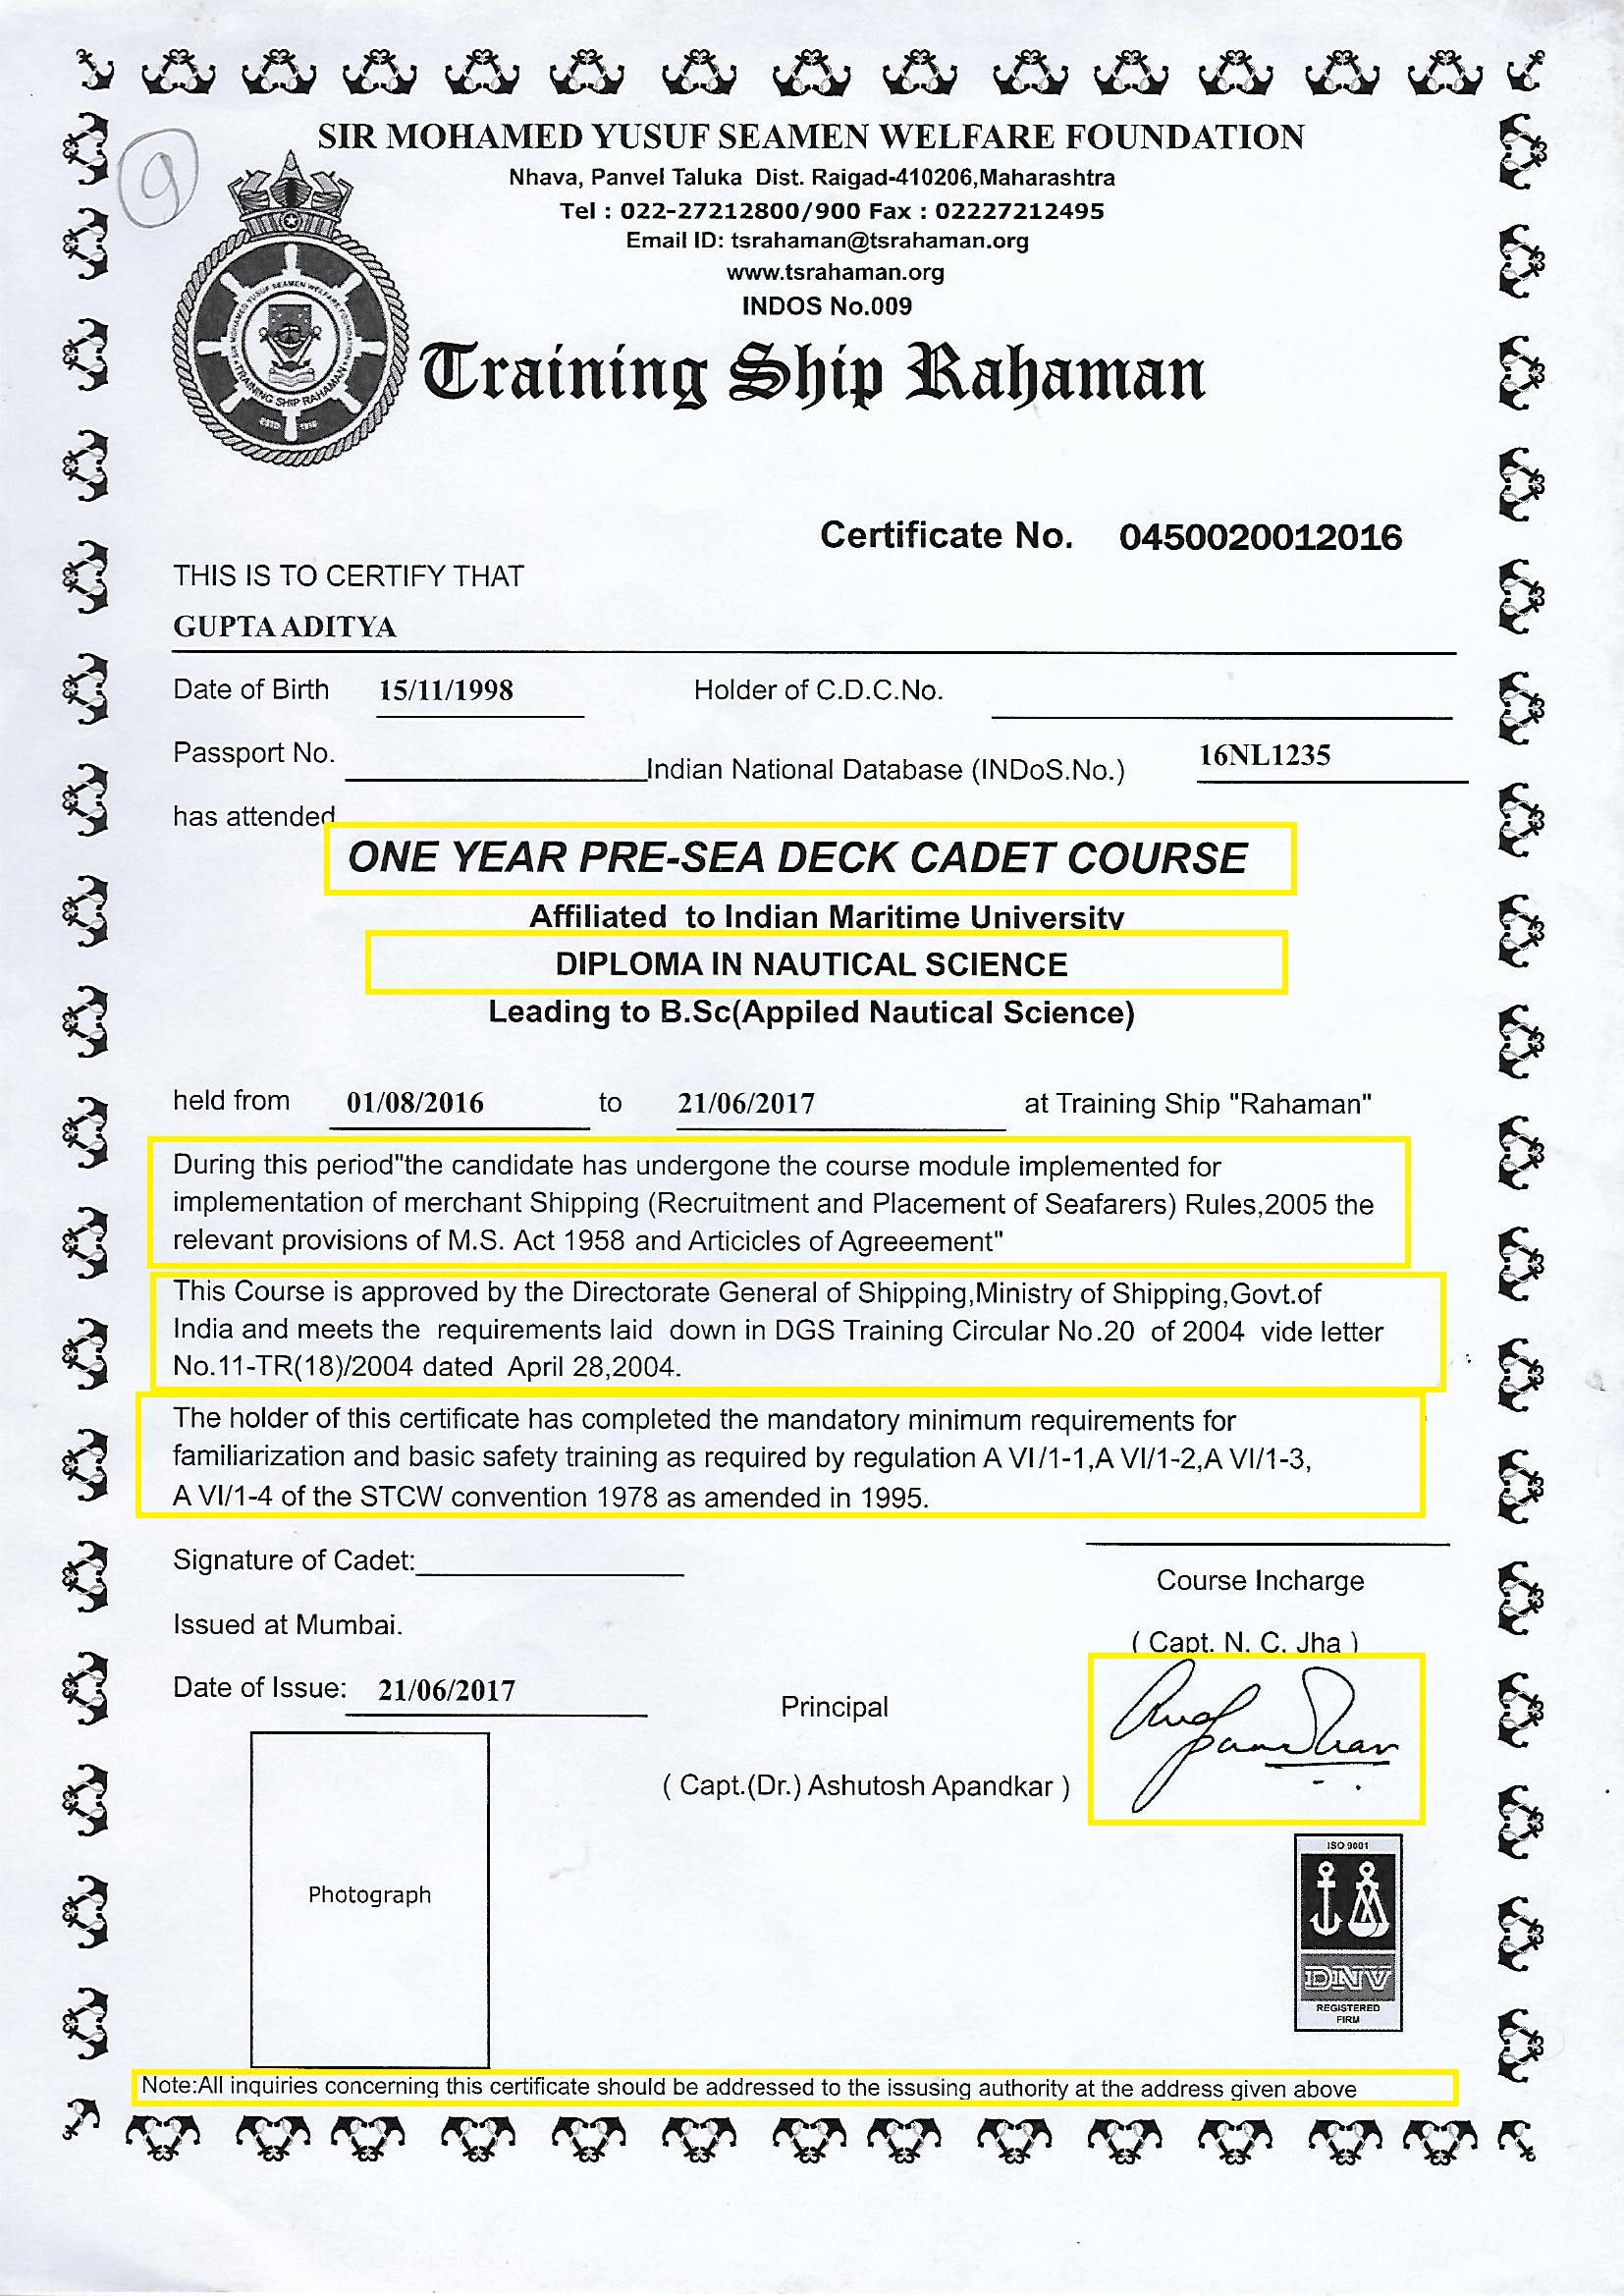 SIR MOHAMED YUSUF SEAMEN WELFARE FOUNDATION
9
Nhava, Panvel Taluka Dist. Raigad-410206,Maharashtra
Tel : 022-27212800/900 Fax : 02227212495
Email ID: tsrahaman@tsrahaman.org
www.tsrahaman.org
INDOS No.009
SIR MOHAMED YUSUF SEAMEN WELFARE FOUNDATION
TRAINING SHIP RAHAMAN
ESTD 1910
Training Ship Rahaman
Certificate No. 0450020012016
THIS IS TO CERTIFY THAT
GUPTA ADITYA
Date of Birth 15/11/1998 Holder of C.D.C.No.
Passport No. Indian National Database (INDoS.No.) 16NL1235
has attended
ONE YEAR PRE-SEA DECK CADET COURSE
Affiliated to Indian Maritime University
DIPLOMA IN NAUTICAL SCIENCE
Leading to B.Sc(Appiled Nautical Science)
held from 01/08/2016 to 21/06/2017 at Training Ship "Rahaman"
During this period"the candidate has undergone the course module implemented for
implementation of merchant Shipping (Recruitment and Placement of Seafarers) Rules,2005 the
relevant provisions of M.S. Act 1958 and Articicles of Agreeement"
This Course is approved by the Directorate General of Shipping,Ministry of Shipping,Govt.of
India and meets the requirements laid down in DGS Training Circular No.20 of 2004 vide letter
No.11-TR(18)/2004 dated April 28,2004.
The holder of this certificate has completed the mandatory minimum requirements for
familiarization and basic safety training as required by regulation A VI/1-1,A VI/1-2,A VI/1-3,
A VI/1-4 of the STCW convention 1978 as amended in 1995.
Signature of Cadet:
Course Incharge
Issued at Mumbai.
( Capt. N. C. Jha )
Date of Issue: 21/06/2017
Principal
( Capt.(Dr.) Ashutosh Apandkar )
Photograph
ISO 9001
DNV
REGISTERED
FIRM
Note:All inquiries concerning this certificate should be addressed to the issusing authority at the address given above